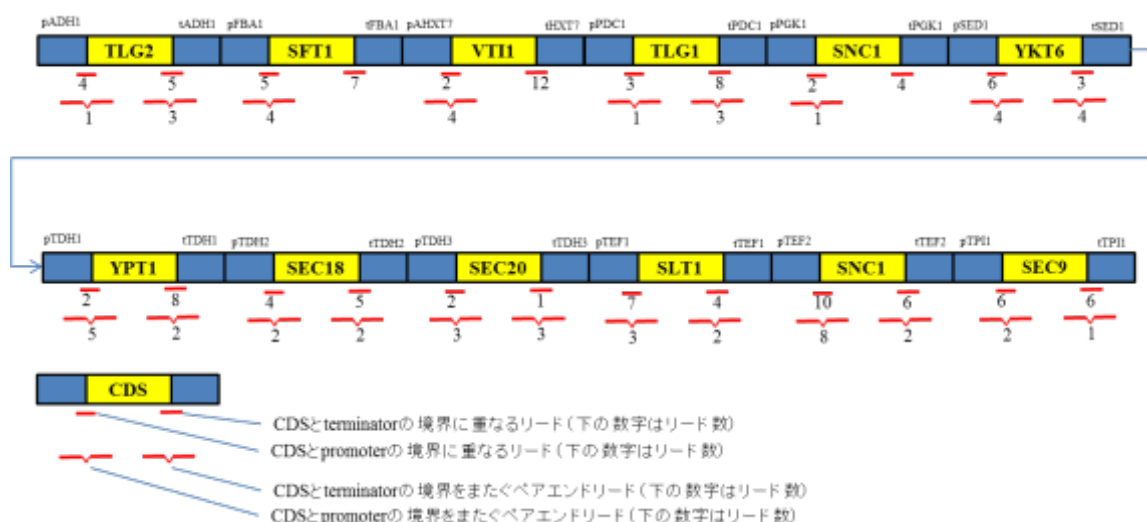 pADH1 tADH1 pFBA1 tFBA1 pAHXT7 tHXT7 pPDC1 tPDC1 pPGK1 tPGK1 pSED1 tSED1
TLG2 SFT1 VTI1 TLG1 SNC1 YKT6
4 5 5 7 2 12 3 8 2 4 6 3
1 3 4 4 1 3 1 4 4
pTDH1 tTDH1 pTDH2 tTDH2 pTDH3 tTDH3 pTEF1 tTEF1 pTEF2 tTEF2 pTPI1 tTPI1
YPT1 SEC18 SEC20 SLT1 SNC1 SEC9
2 8 4 5 2 1 7 4 10 6 6 6
5 2 2 2 3 3 3 2 8 2 2 1
CDS
CDSとterminatorの境界に重なるリード(下の数字はリード数)
CDSとpromoterの境界に重なるリード(下の数字はリード数)
CDSとterminatorの境界をまたぐペアエンドリード(下の数字はリード数)
CDSとpromoterの境界をまたぐペアエンドリード(下の数字はリード数)